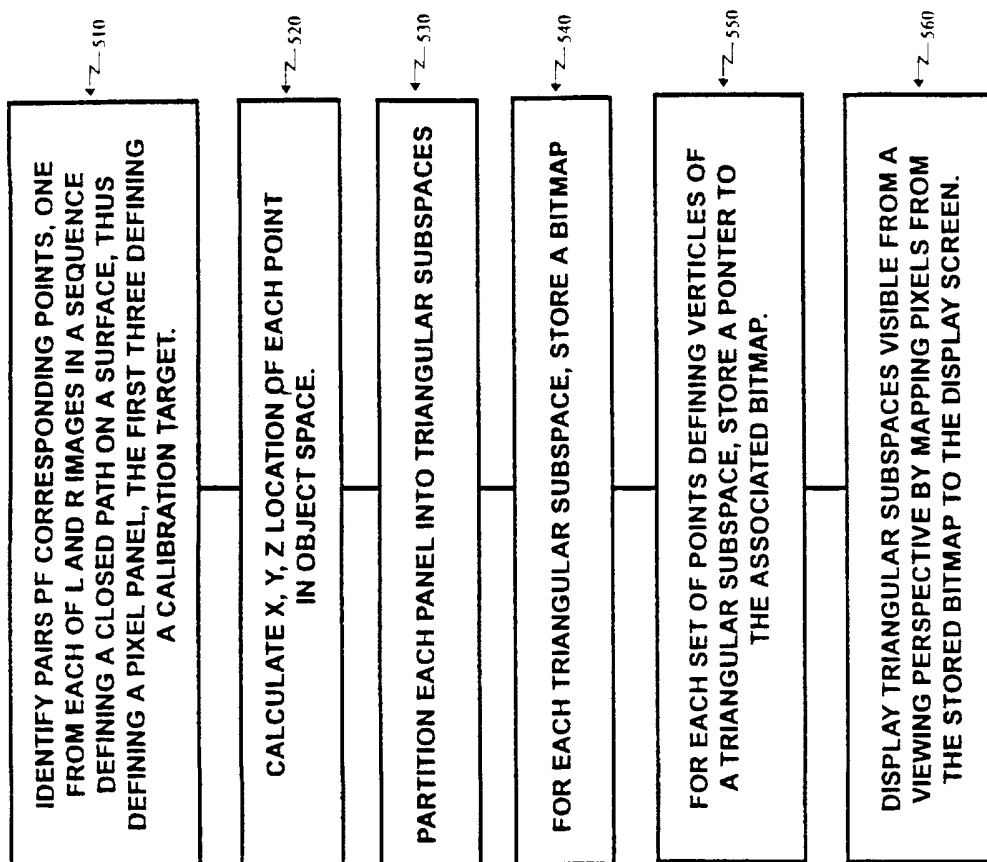 IDENTIFY PAIRS PF CORRESPONDING POINTS, ONE
FROM EACH OF L AND R IMAGES IN A SEQUENCE
DEFINING A CLOSED PATH ON A SURFACE, THUS
DEFINING A PIXEL PANEL, THE FIRST THREE DEFINING
A CALIBRATION TARGET.
510
CALCULATE X, Y, Z LOCATION OF EACH POINT
IN OBJECT SPACE.
520
PARTITION EACH PANEL INTO TRIANGULAR SUBSPACES
530
FOR EACH TRIANGULAR SUBSPACE, STORE A BITMAP
540
FOR EACH SET OF POINTS DEFINING VERTICLES OF
A TRIANGULAR SUBSPACE, STORE A PONTER TO
THE ASSOCIATED BITMAP.
550
DISPLAY TRIANGULAR SUBSPACES VISIBLE FROM A
VIEWING PERSPECTIVE BY MAPPING PIXELS FROM
THE STORED BITMAP TO THE DISPLAY SCREEN.
560